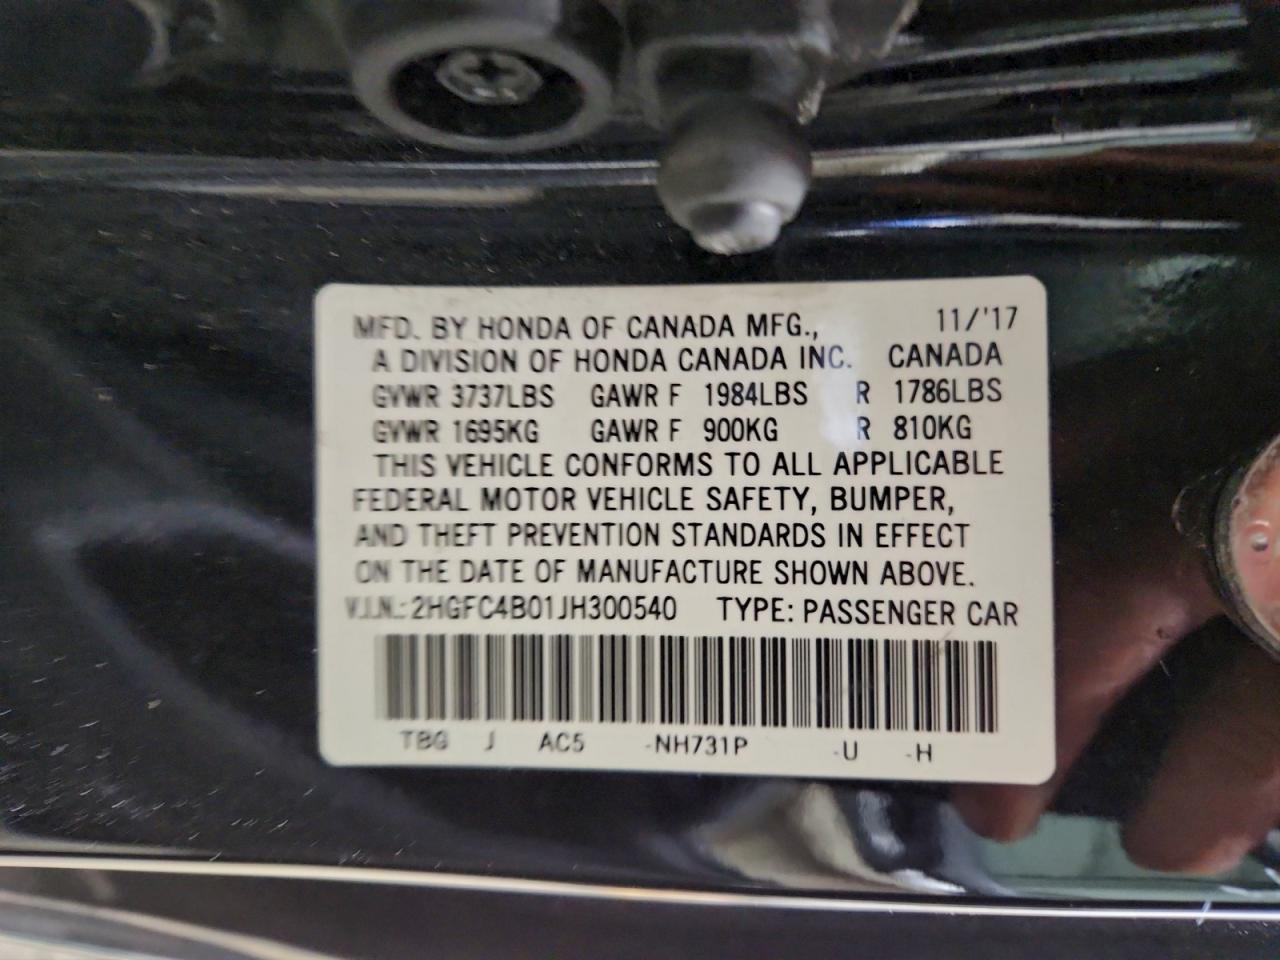 MFD. BY HONDA OF CANADA MFG., 11/'17
A DIVISION OF HONDA CANADA INC. CANADA
GVWR 3737LBS GAWR F 1984LBS R 1786LBS
GVWR 1695KG GAWR F 900KG R 810KG
THIS VEHICLE CONFORMS TO ALL APPLICABLE
FEDERAL MOTOR VEHICLE SAFETY, BUMPER,
AND THEFT PREVENTION STANDARDS IN EFFECT
ON THE DATE OF MANUFACTURE SHOWN ABOVE.
V.I.N.: 2HGFC4B01JH300540 TYPE: PASSENGER CAR
TBG J AC5 -NH731P -U -H